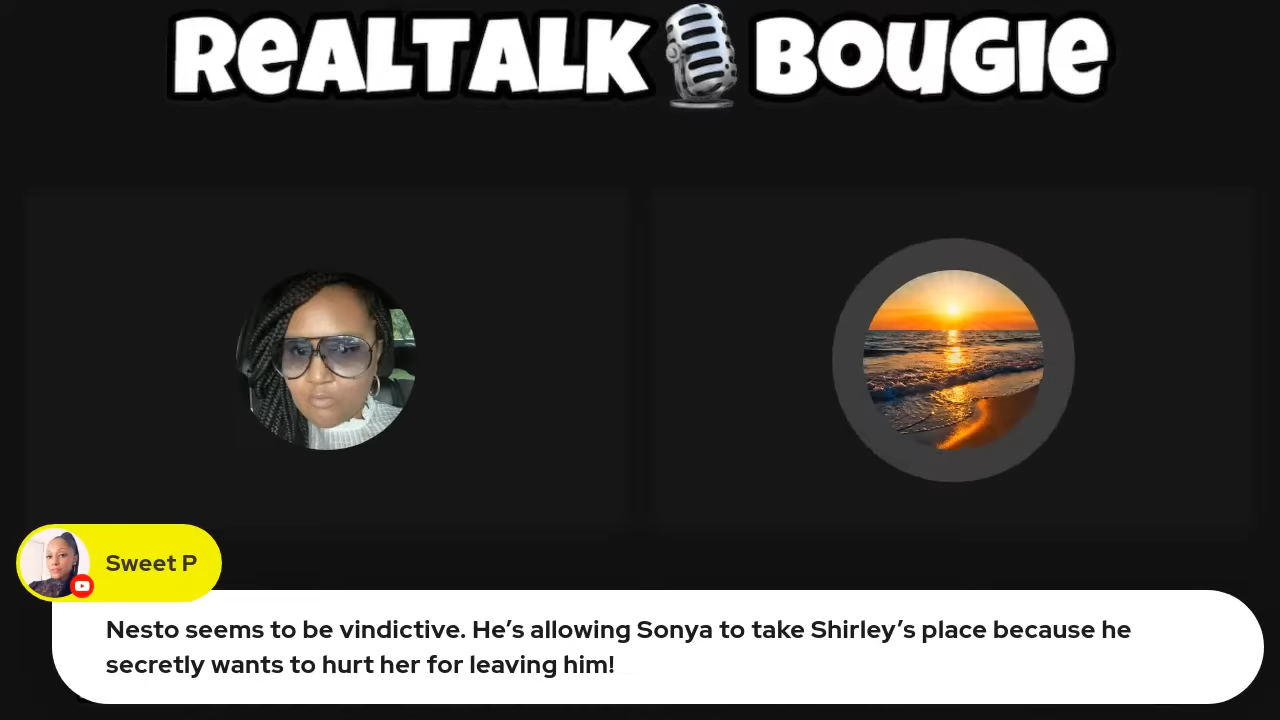 ReALTALK BOUGIE
Sweet P
Nesto seems to be vindictive. He’s allowing Sonya to take Shirley’s place because he
secretly wants to hurt her for leaving him!